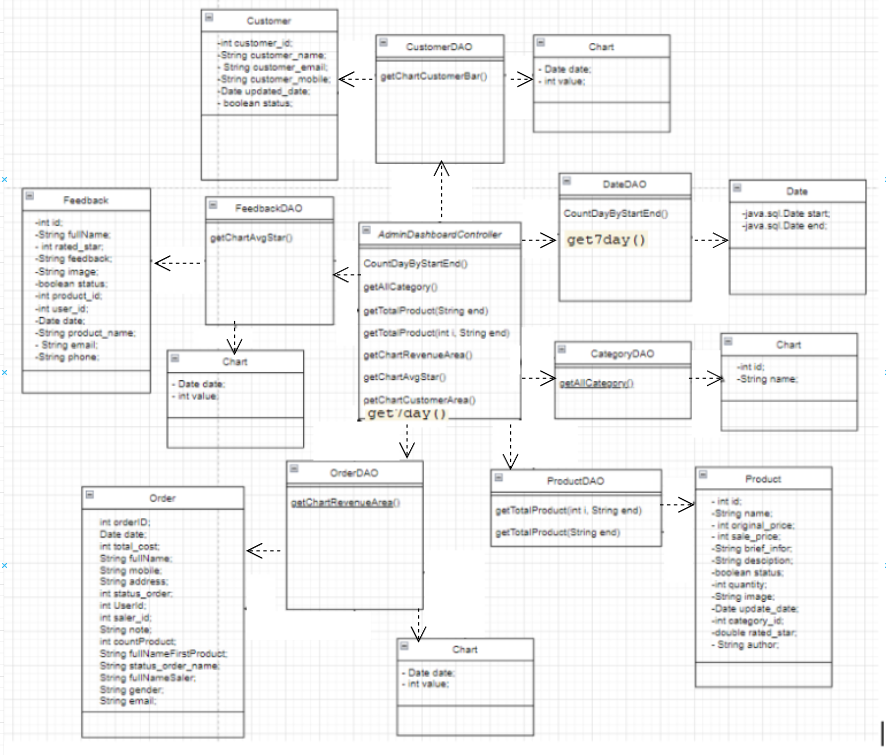 Customer
-int customer_id;
-String customer_name;
- String customer_email;
-String customer_mobile;
-Date updated_date;
- boolean status;
CustomerDAO
getChartCustomerBar()
Chart
- Date date;
- int value;
Feedback
-int id;
-String fullName;
- int rated_star;
-String feedback;
-String image;
-boolean status;
-int product_id;
-int user_id;
-Date date;
-String product_name;
- String email;
-String phone;
FeedbackDAO
getChartAvgStar()
Chart
- Date date;
- int value;
AdminDashboardController
CountDayByStartEnd()
getAllCategory()
getTotalProduct(String end)
getTotalProduct(int i, String end)
getChartRevenueArea()
getChartAvgStar()
getChartCustomerArea()
get7day()
DateDAO
CountDayByStartEnd()
get7day()
Date
-java.sql.Date start;
-java.sql.Date end;
CategoryDAO
getAllCategory()
Chart
-int id;
-String name;
Order
int orderID;
Date date;
int total_cost;
String fullName;
String mobile;
String address;
int status_order;
int UserId;
int saler_id;
String note;
int countProduct;
String fullNameFirstProduct;
String status_order_name;
String fullNameSaler;
String gender;
String email;
OrderDAO
getChartRevenueArea()
Chart
- Date date;
- int value;
ProductDAO
getTotalProduct(int i, String end)
getTotalProduct(String end)
Product
- int id;
-String name;
- int original_price;
- int sale_price;
-String brief_infor;
-String desciption;
-boolean status;
-int quantity;
-String image;
-Date update_date;
-int category_id;
-double rated_star;
- String author;